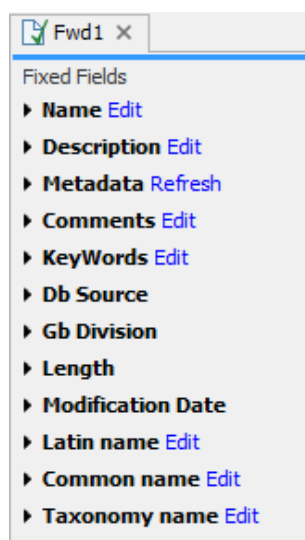 Fwd1
Fixed Fields
Name Edit
Description Edit
Metadata Refresh
Comments Edit
KeyWords Edit
Db Source
Gb Division
Length
Modification Date
Latin name Edit
Common name Edit
Taxonomy name Edit